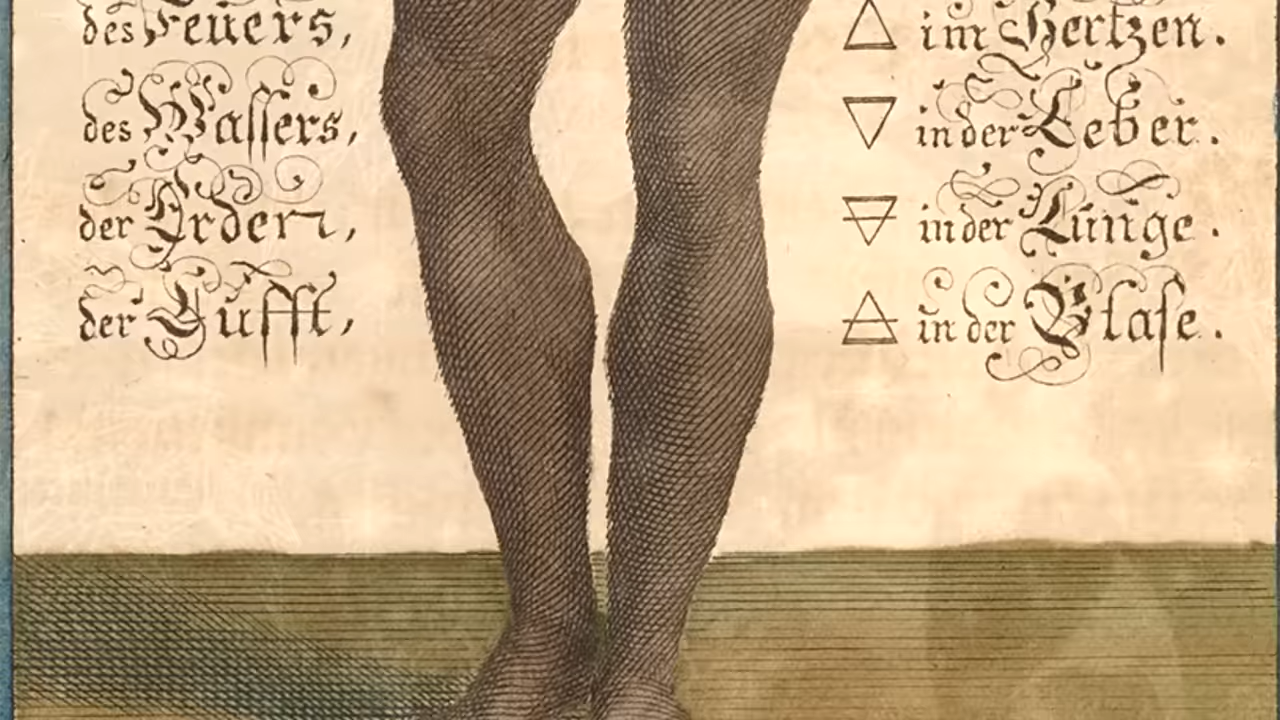 des Feuers, 🜂 im Hertzen.
des Wassers, 🜄 in der Leber.
der Erden, 🜃 in der Lunge.
der Lufft, 🜁 in der Blase.